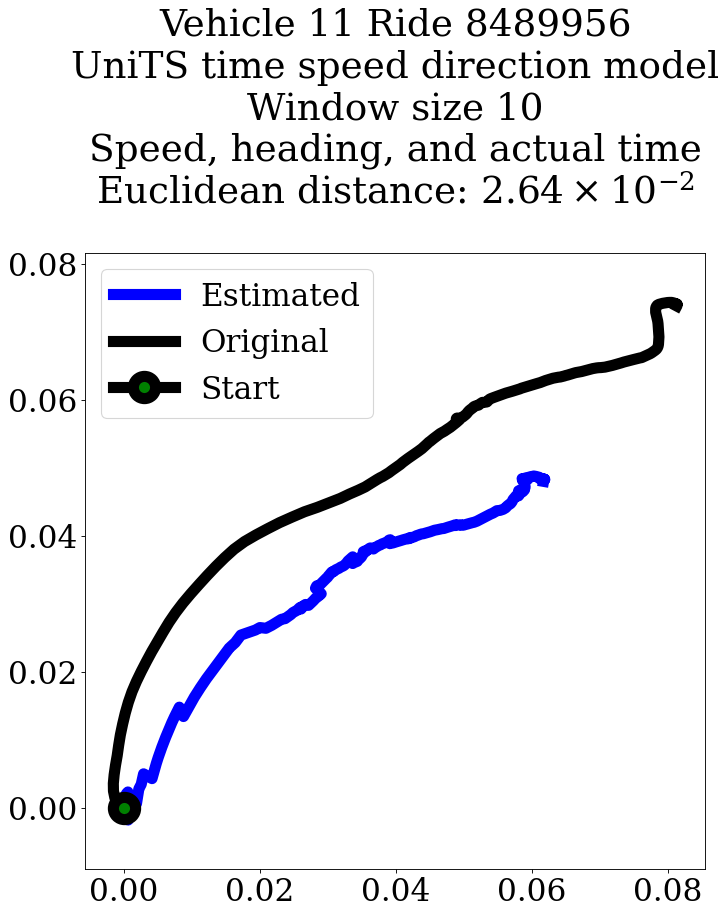 Vehicle 11 Ride 8489956
UniTS time speed direction model
Window size 10
Speed, heading, and actual time
Euclidean distance: 2.64 × 10⁻²
0.08
0.06
0.04
0.02
0.00
Estimated
Original
Start
0.00 0.02 0.04 0.06 0.08